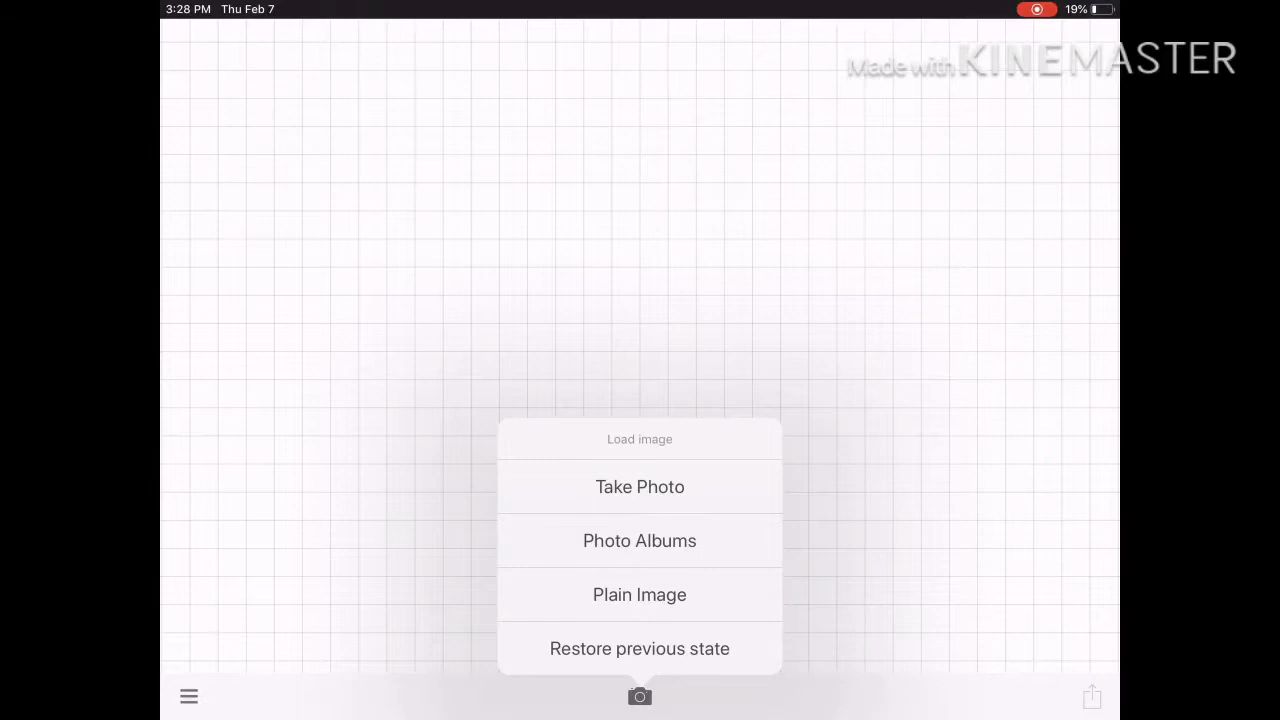 3:28 PM Thu Feb 7
19%
Made with KINEMASTER
Load image
Take Photo
Photo Albums
Plain Image
Restore previous state